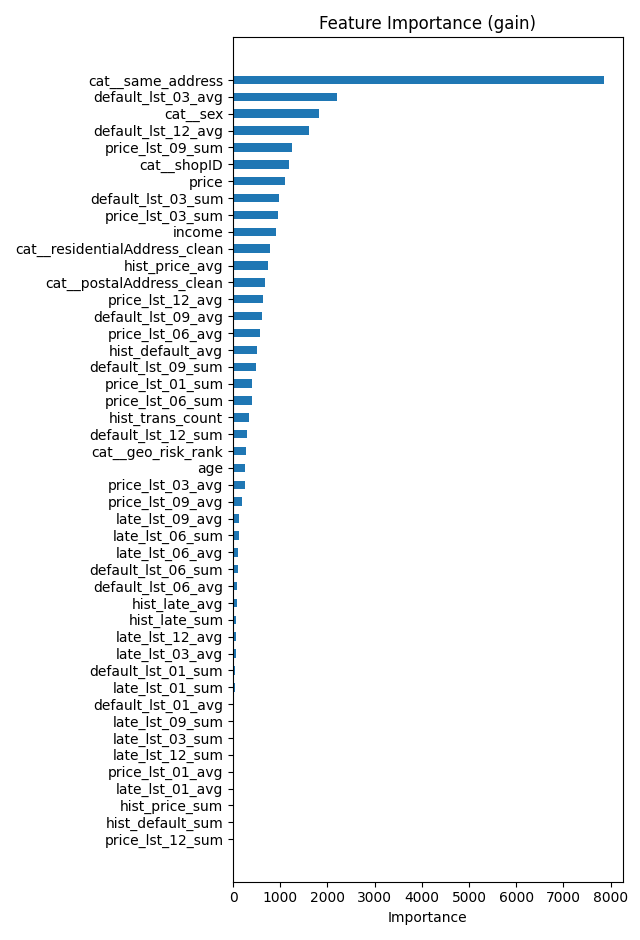 Feature Importance (gain)
cat__same_address
default_lst_03_avg
cat__sex
default_lst_12_avg
price_lst_09_sum
cat__shopID
price
default_lst_03_sum
price_lst_03_sum
income
cat__residentialAddress_clean
hist_price_avg
cat__postalAddress_clean
price_lst_12_avg
default_lst_09_avg
price_lst_06_avg
hist_default_avg
default_lst_09_sum
price_lst_01_sum
price_lst_06_sum
hist_trans_count
default_lst_12_sum
cat__geo_risk_rank
age
price_lst_03_avg
price_lst_09_avg
late_lst_09_avg
late_lst_06_sum
late_lst_06_avg
default_lst_06_sum
default_lst_06_avg
hist_late_avg
hist_late_sum
late_lst_12_avg
late_lst_03_avg
default_lst_01_sum
late_lst_01_sum
default_lst_01_avg
late_lst_09_sum
late_lst_03_sum
late_lst_12_sum
price_lst_01_avg
late_lst_01_avg
hist_price_sum
hist_default_sum
price_lst_12_sum
0 1000 2000 3000 4000 5000 6000 7000 8000
Importance